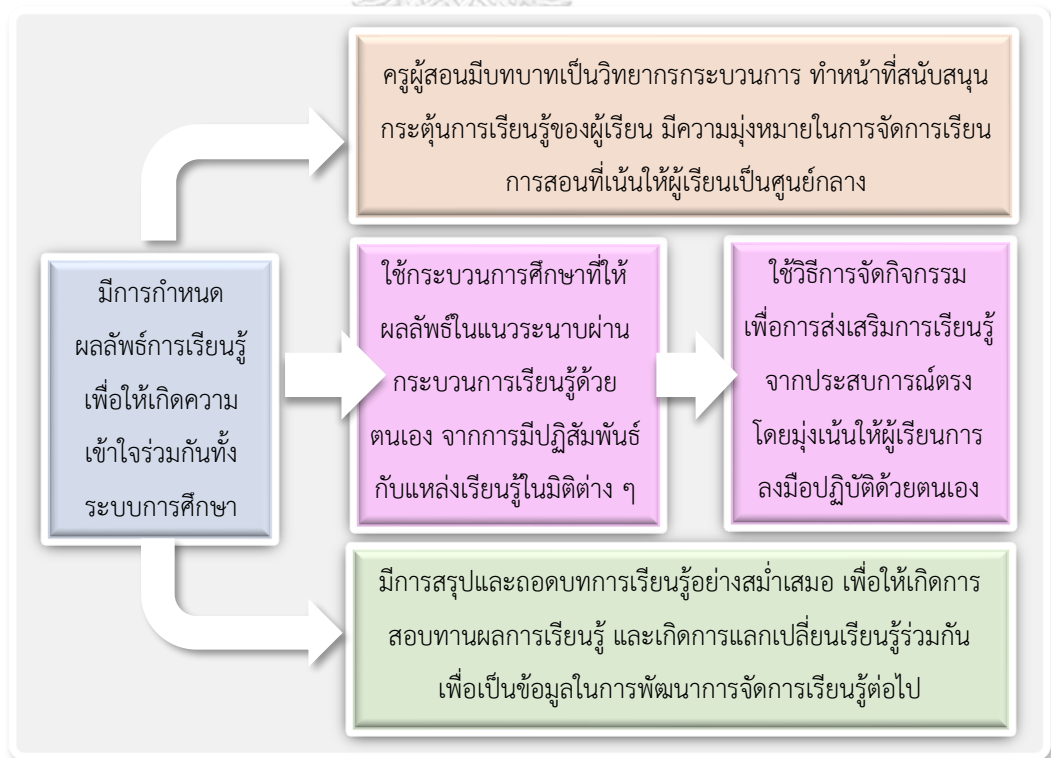 ครูผู้สอนมีบทบาทเป็นวิทยากรกระบวนการ ทำหน้าที่สนับสนุน
กระตุ้นการเรียนรู้ของผู้เรียน มีความมุ่งหมายในการจัดการเรียน
การสอนที่เน้นให้ผู้เรียนเป็นศูนย์กลาง
มีการกำหนด
ผลลัพธ์การเรียนรู้
เพื่อให้เกิดความ
เข้าใจร่วมกันทั้ง
ระบบการศึกษา
ใช้กระบวนการศึกษาที่ให้
ผลลัพธ์ในแนวระนาบผ่าน
กระบวนการเรียนรู้ด้วย
ตนเอง จากการมีปฏิสัมพันธ์
กับแหล่งเรียนรู้ในมิติต่าง ๆ
ใช้วิธีการจัดกิจกรรม
เพื่อการส่งเสริมการเรียนรู้
จากประสบการณ์ตรง
โดยมุ่งเน้นให้ผู้เรียนการ
ลงมือปฏิบัติด้วยตนเอง
มีการสรุปและถอดบทการเรียนรู้อย่างสม่ำเสมอ เพื่อให้เกิดการ
สอบทานผลการเรียนรู้ และเกิดการแลกเปลี่ยนเรียนรู้ร่วมกัน
เพื่อเป็นข้อมูลในการพัฒนาการจัดการเรียนรู้ต่อไป